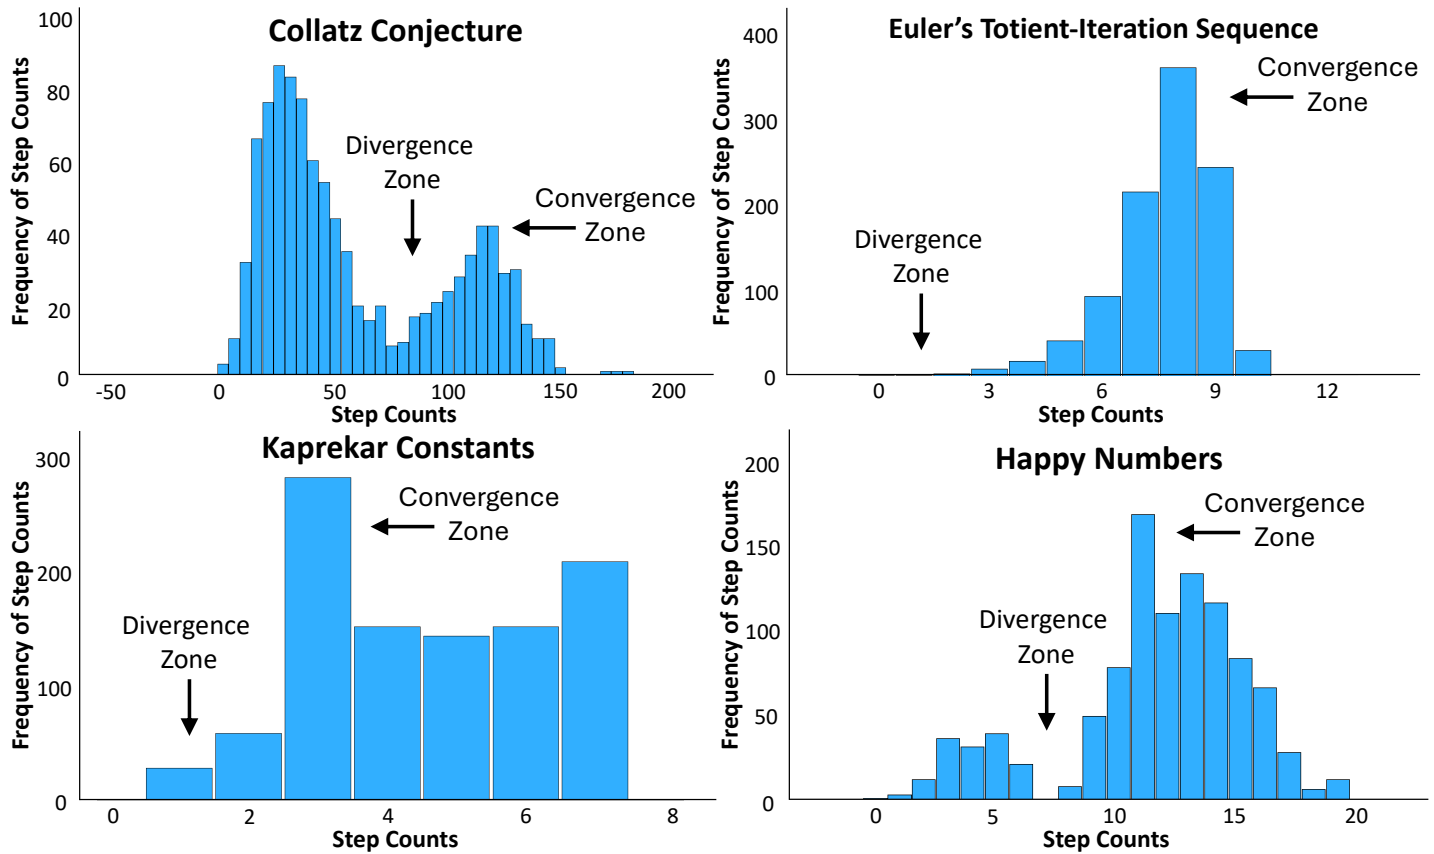 Collatz Conjecture
Frequency of Step Counts
100
80
60
40
20
0
Divergence
Zone
Convergence
Zone
-50 0 50 100 150 200
Step Counts
Euler’s Totient-Iteration Sequence
Frequency of Step Counts
400
300
200
100
0
Convergence
Zone
Divergence
Zone
0 3 6 9 12
Step Counts
Kaprekar Constants
Frequency of Step Counts
300
200
100
0
Convergence
Zone
Divergence
Zone
0 2 4 6 8
Step Counts
Happy Numbers
Frequency of Step Counts
200
150
100
50
0
Convergence
Zone
Divergence
Zone
0 5 10 15 20
Step Counts